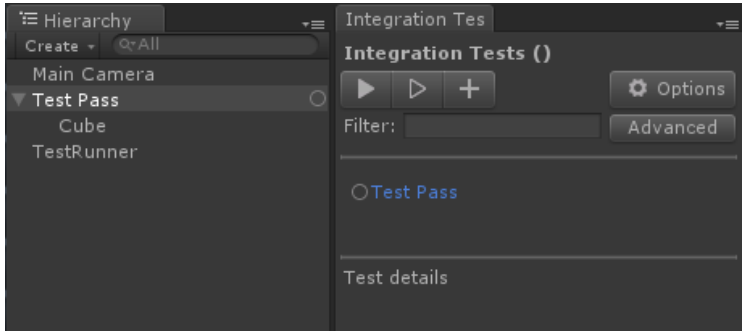 Hierarchy
Create
All
Main Camera
Test Pass
Cube
TestRunner
Integration Tes
Integration Tests ()
Options
Filter:
Advanced
Test Pass
Test details